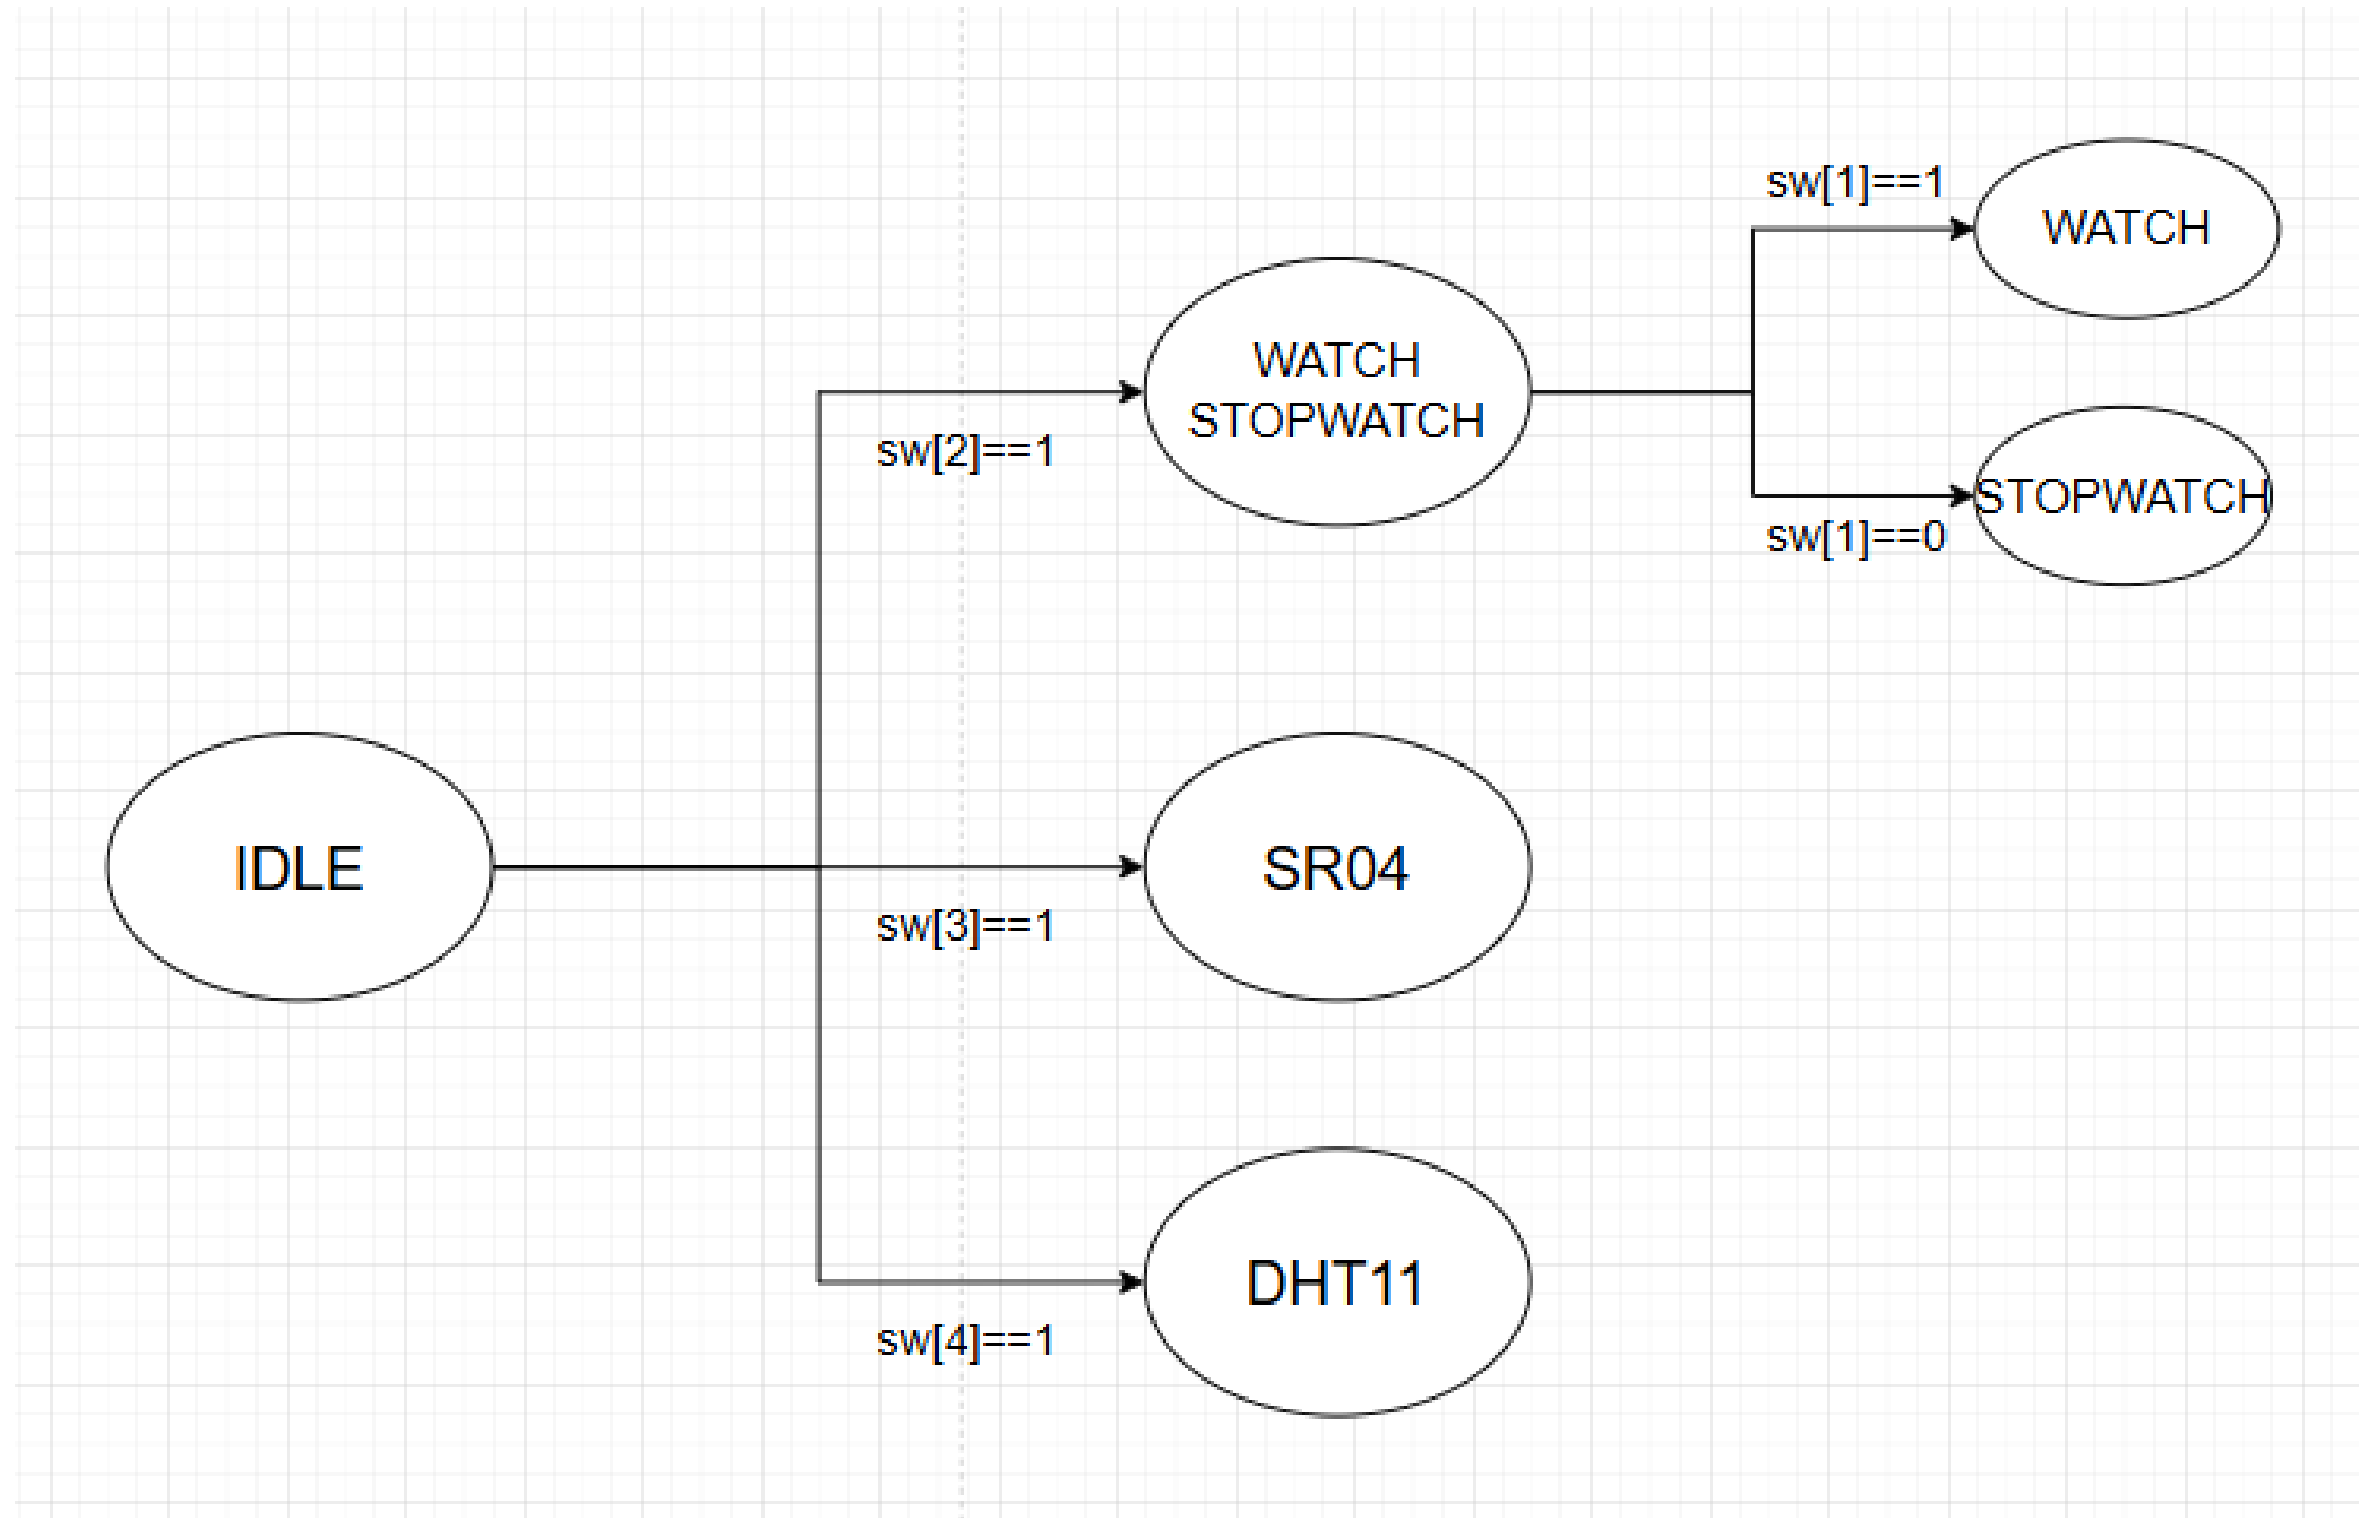 sw[1]==1
WATCH
WATCH
STOPWATCH
sw[2]==1
STOPWATCH
sw[1]==0
IDLE
SR04
sw[3]==1
DHT11
sw[4]==1